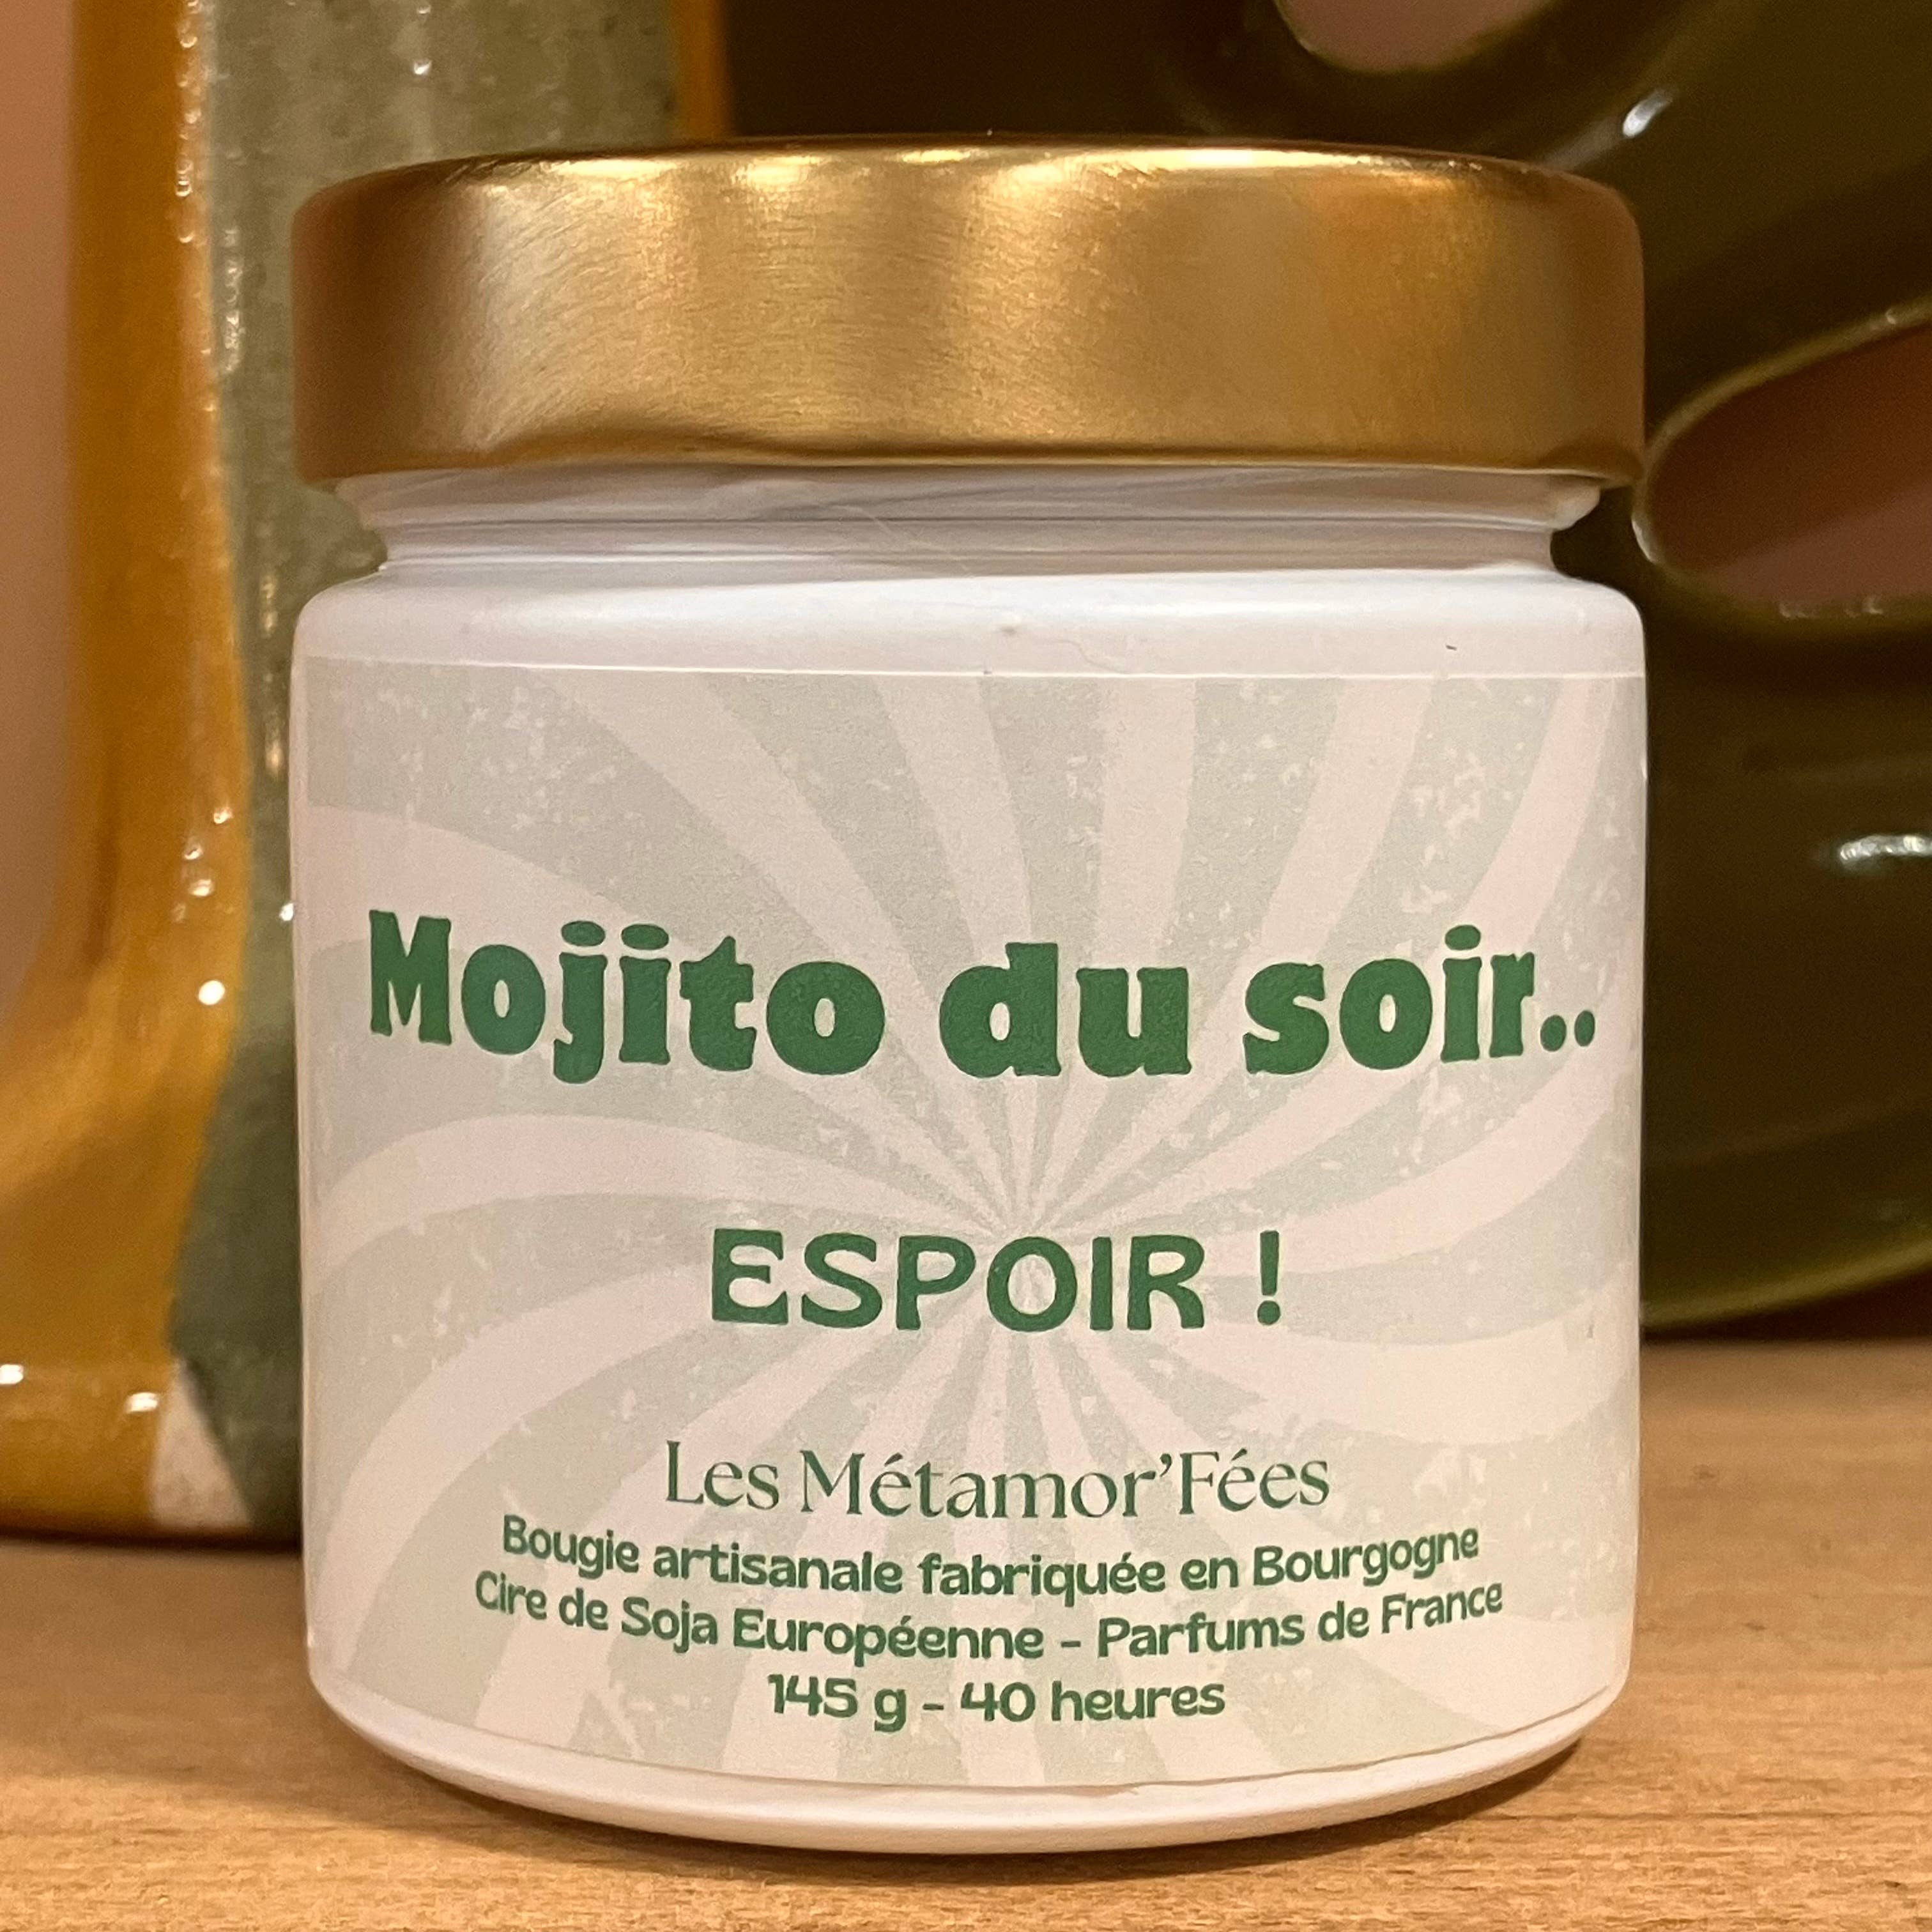 Mojito du soir..
ESPOIR !
Les Métamor'Fées
Bougie artisanale fabriquée en Bourgogne
Cire de Soja Européenne - Parfums de France
145 g - 40 heures